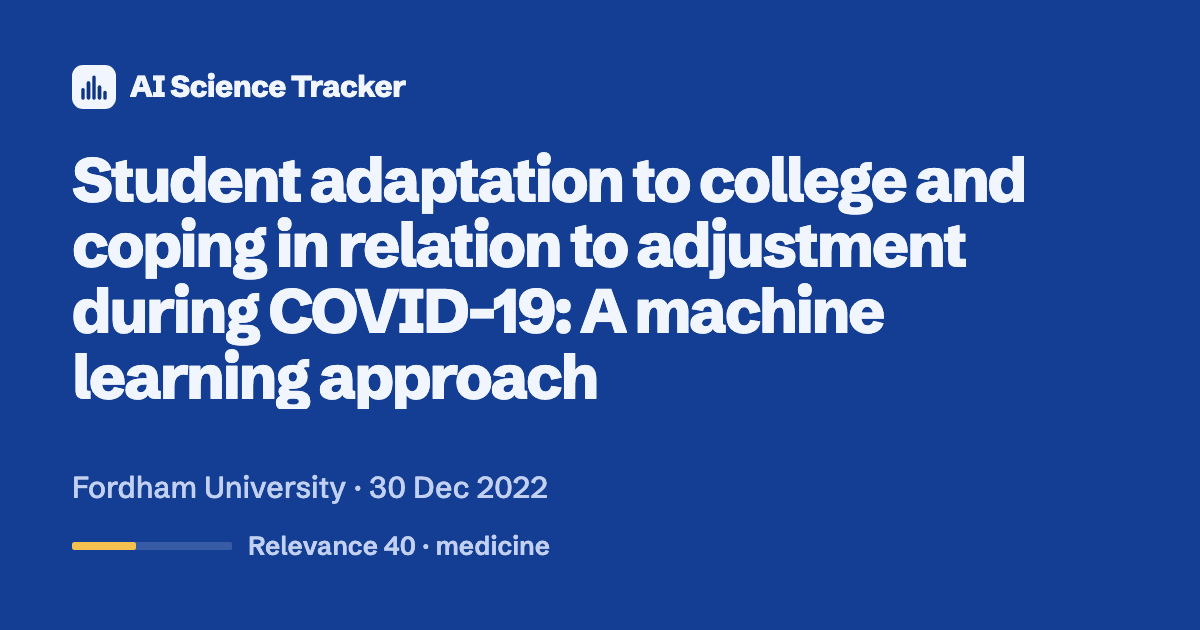 AI Science Tracker
Student adaptation to college and
coping in relation to adjustment
during COVID-19: A machine
learning approach
Fordham University · 30 Dec 2022
Relevance 40 · medicine